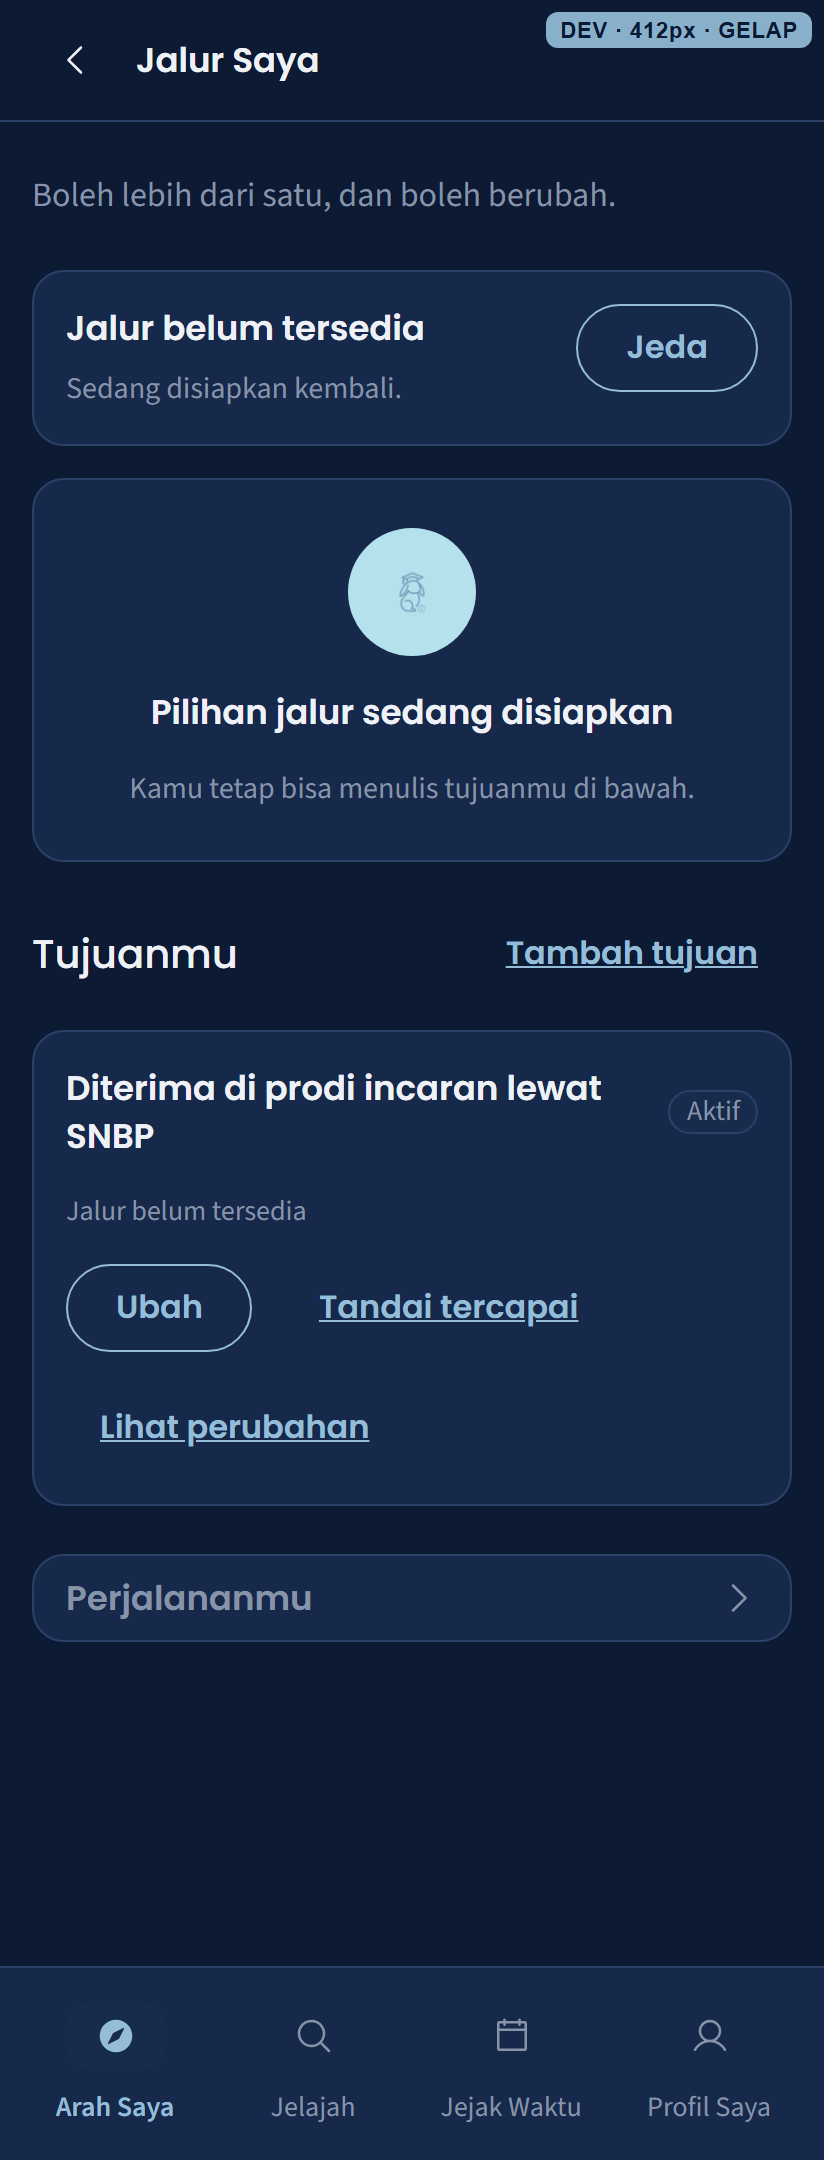 DEV · 412px · GELAP
Jalur Saya
Boleh lebih dari satu, dan boleh berubah.
Jalur belum tersedia
Jeda
Sedang disiapkan kembali.
Pilihan jalur sedang disiapkan
Kamu tetap bisa menulis tujuanmu di bawah.
Tujuanmu
Tambah tujuan
Diterima di prodi incaran lewat
SNBP
Aktif
Jalur belum tersedia
Ubah
Tandai tercapai
Lihat perubahan
Perjalananmu
Arah Saya
Jelajah
Jejak Waktu
Profil Saya